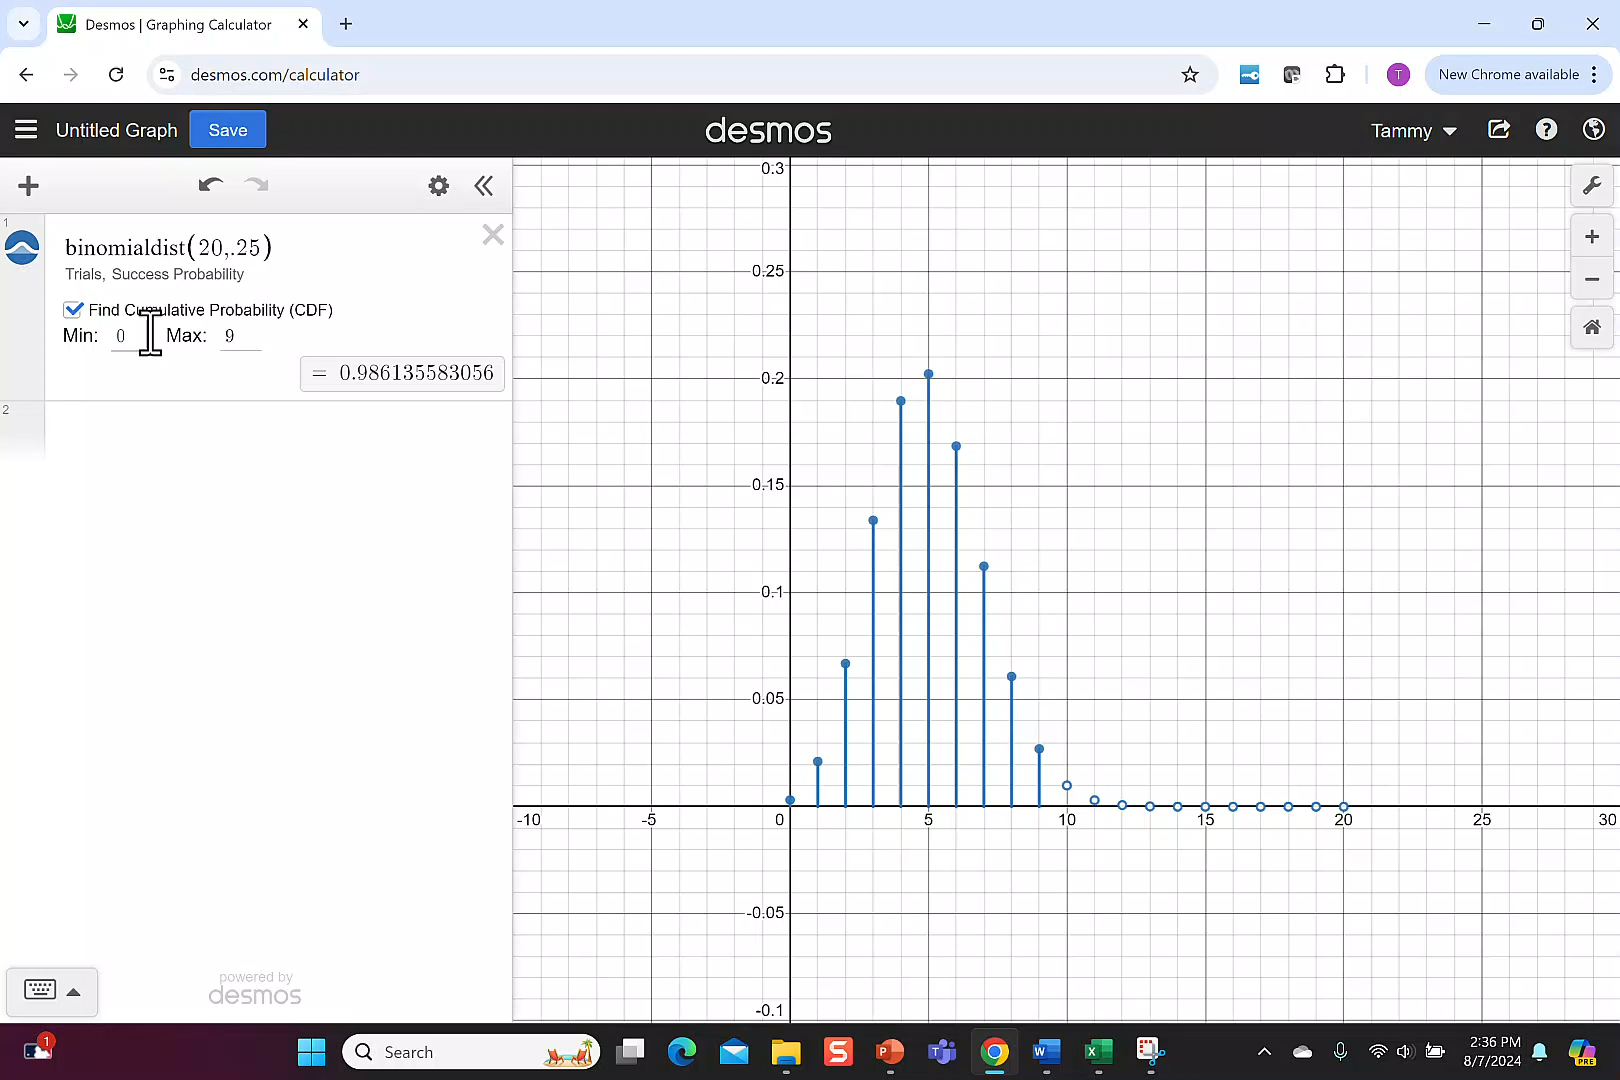 Desmos | Graphing Calculator
desmos.com/calculator
New Chrome available
T
Untitled Graph
Save
desmos
Tammy
1
binomialdist(20,.25)
Trials, Success Probability
Find Cumulative Probability (CDF)
Min: 0 Max: 9
= 0.986135583056
2
0.3
0.25
0.2
0.15
0.1
0.05
-10 -5 0 5 10 15 20 25 30
-0.05
-0.1
powered by
desmos
1
Search
2:36 PM
8/7/2024
PRE